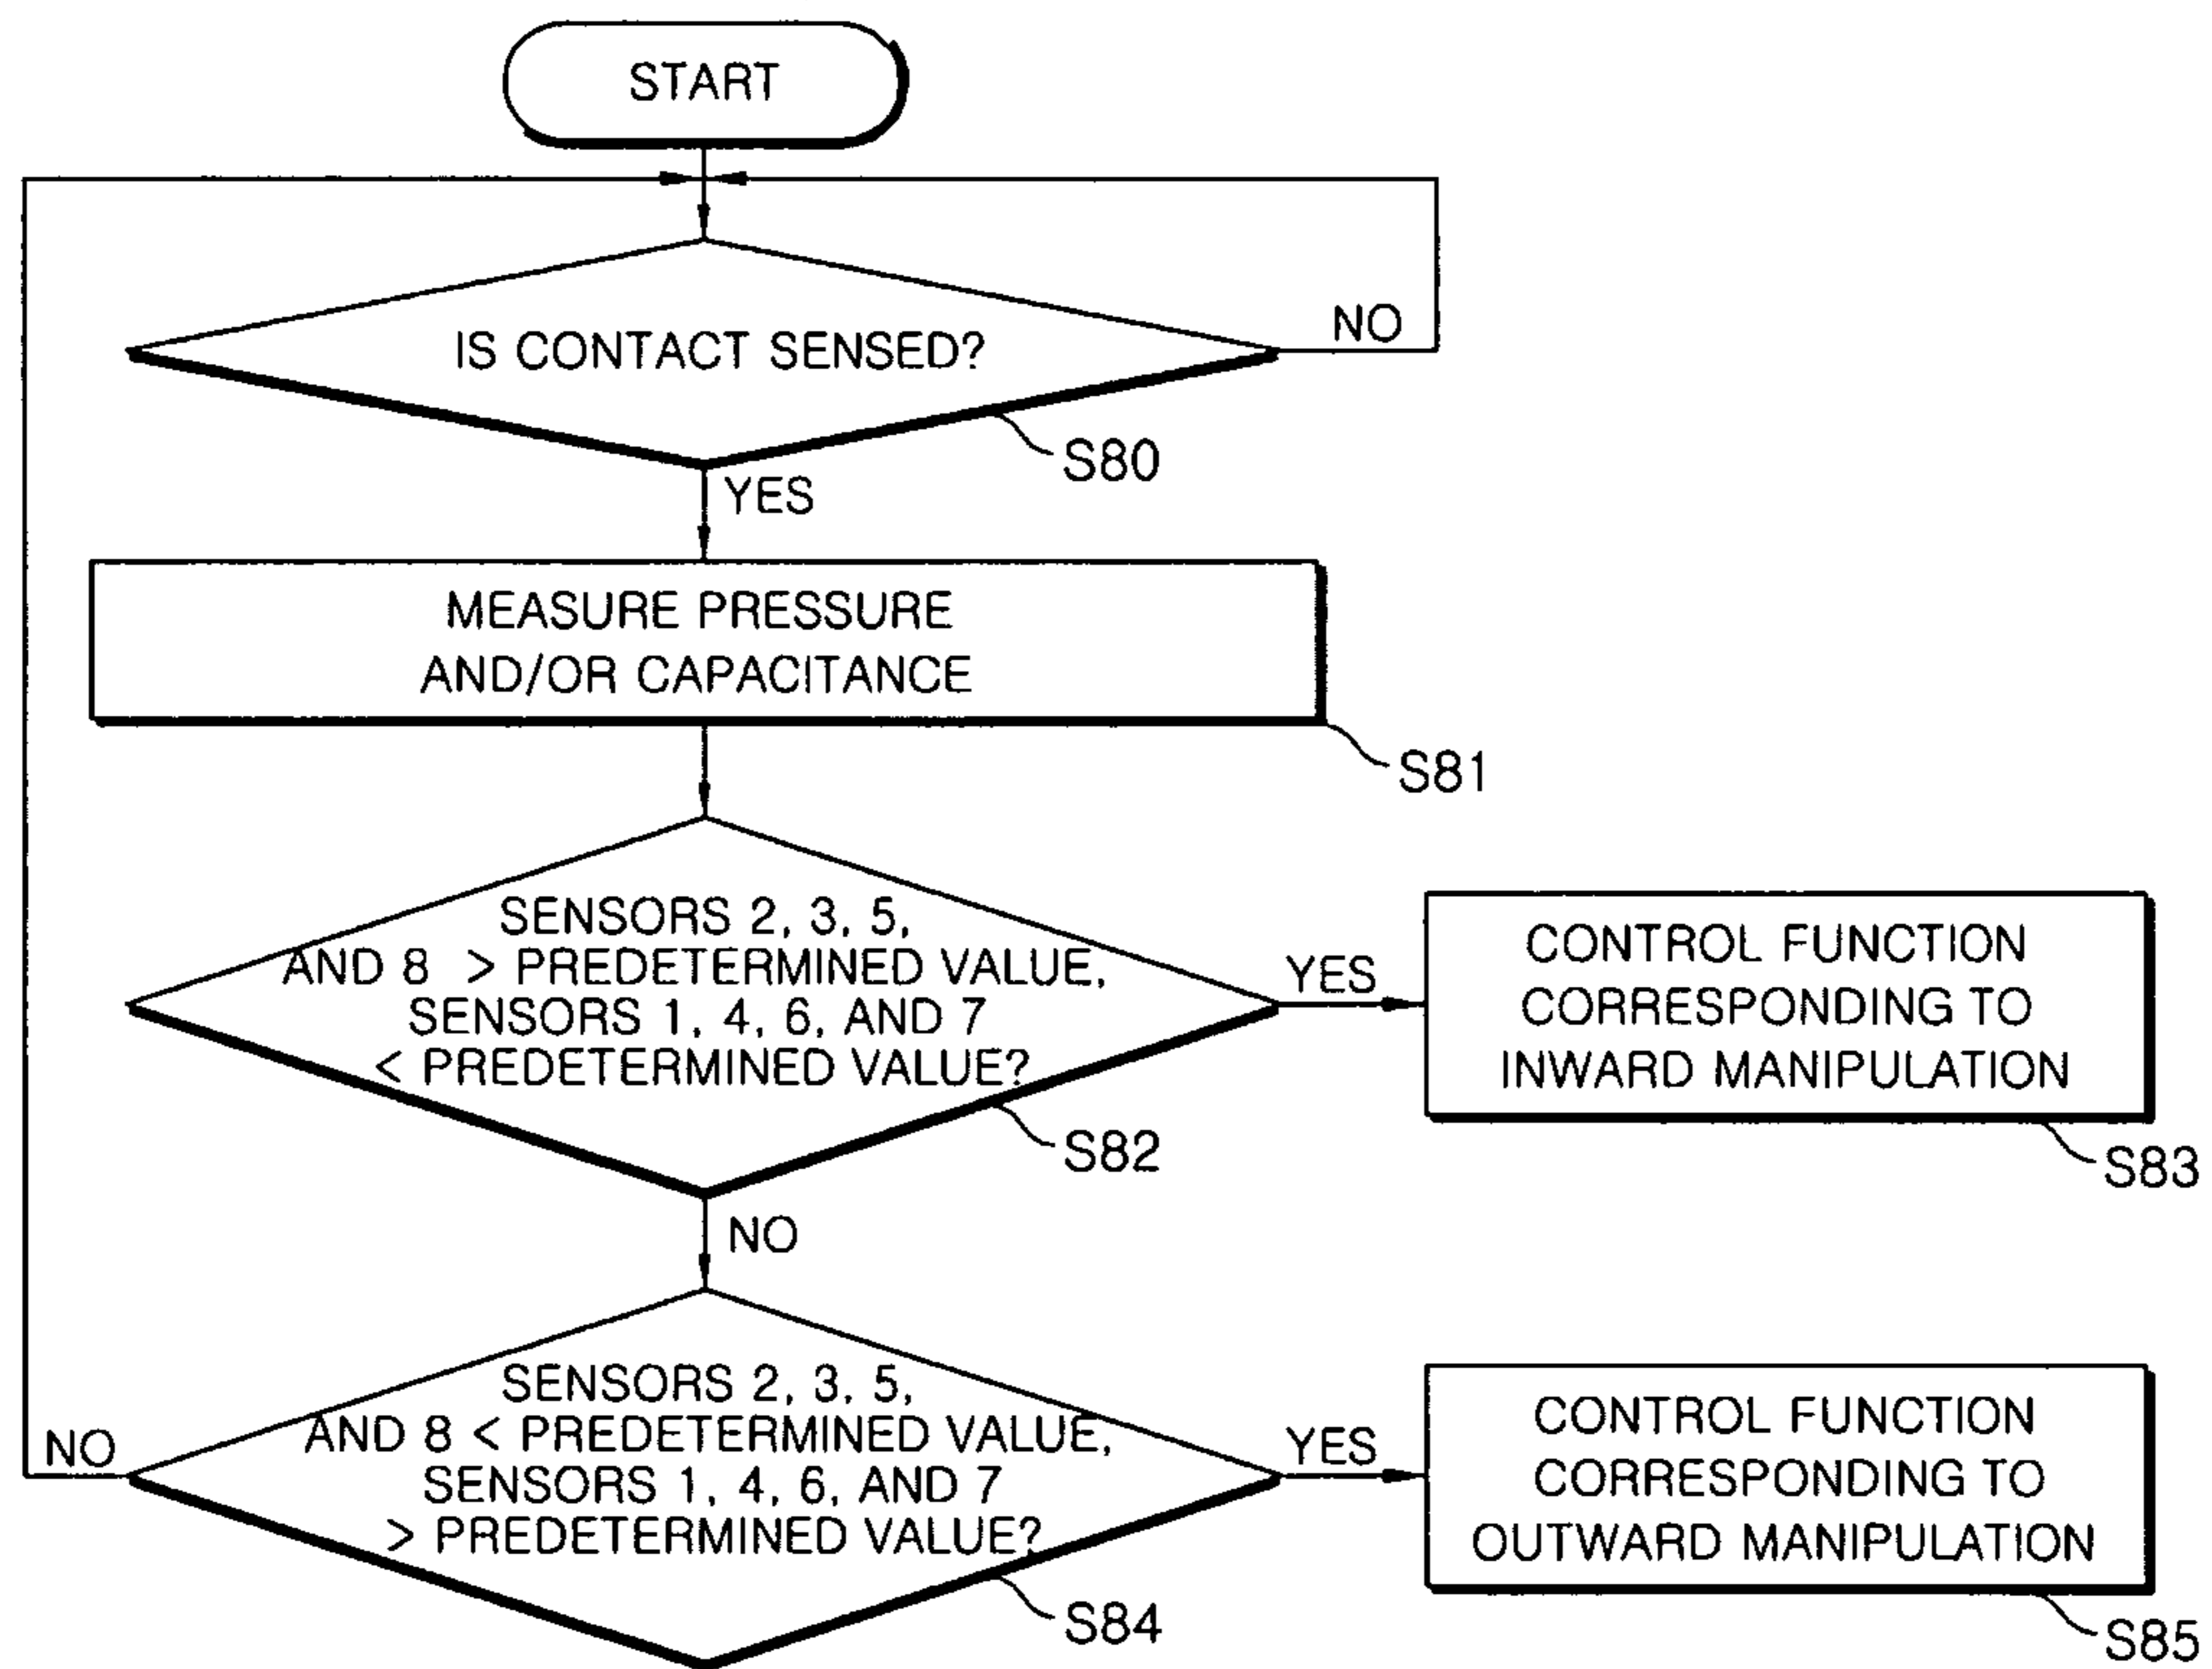 START
IS CONTACT SENSED?
NO
S80
YES
MEASURE PRESSURE
AND/OR CAPACITANCE
S81
SENSORS 2, 3, 5,
AND 8 > PREDETERMINED VALUE,
SENSORS 1, 4, 6, AND 7
< PREDETERMINED VALUE?
YES
S82
CONTROL FUNCTION
CORRESPONDING TO
INWARD MANIPULATION
S83
NO
SENSORS 2, 3, 5,
AND 8 < PREDETERMINED VALUE,
SENSORS 1, 4, 6, AND 7
> PREDETERMINED VALUE?
NO
YES
S84
CONTROL FUNCTION
CORRESPONDING TO
OUTWARD MANIPULATION
S85